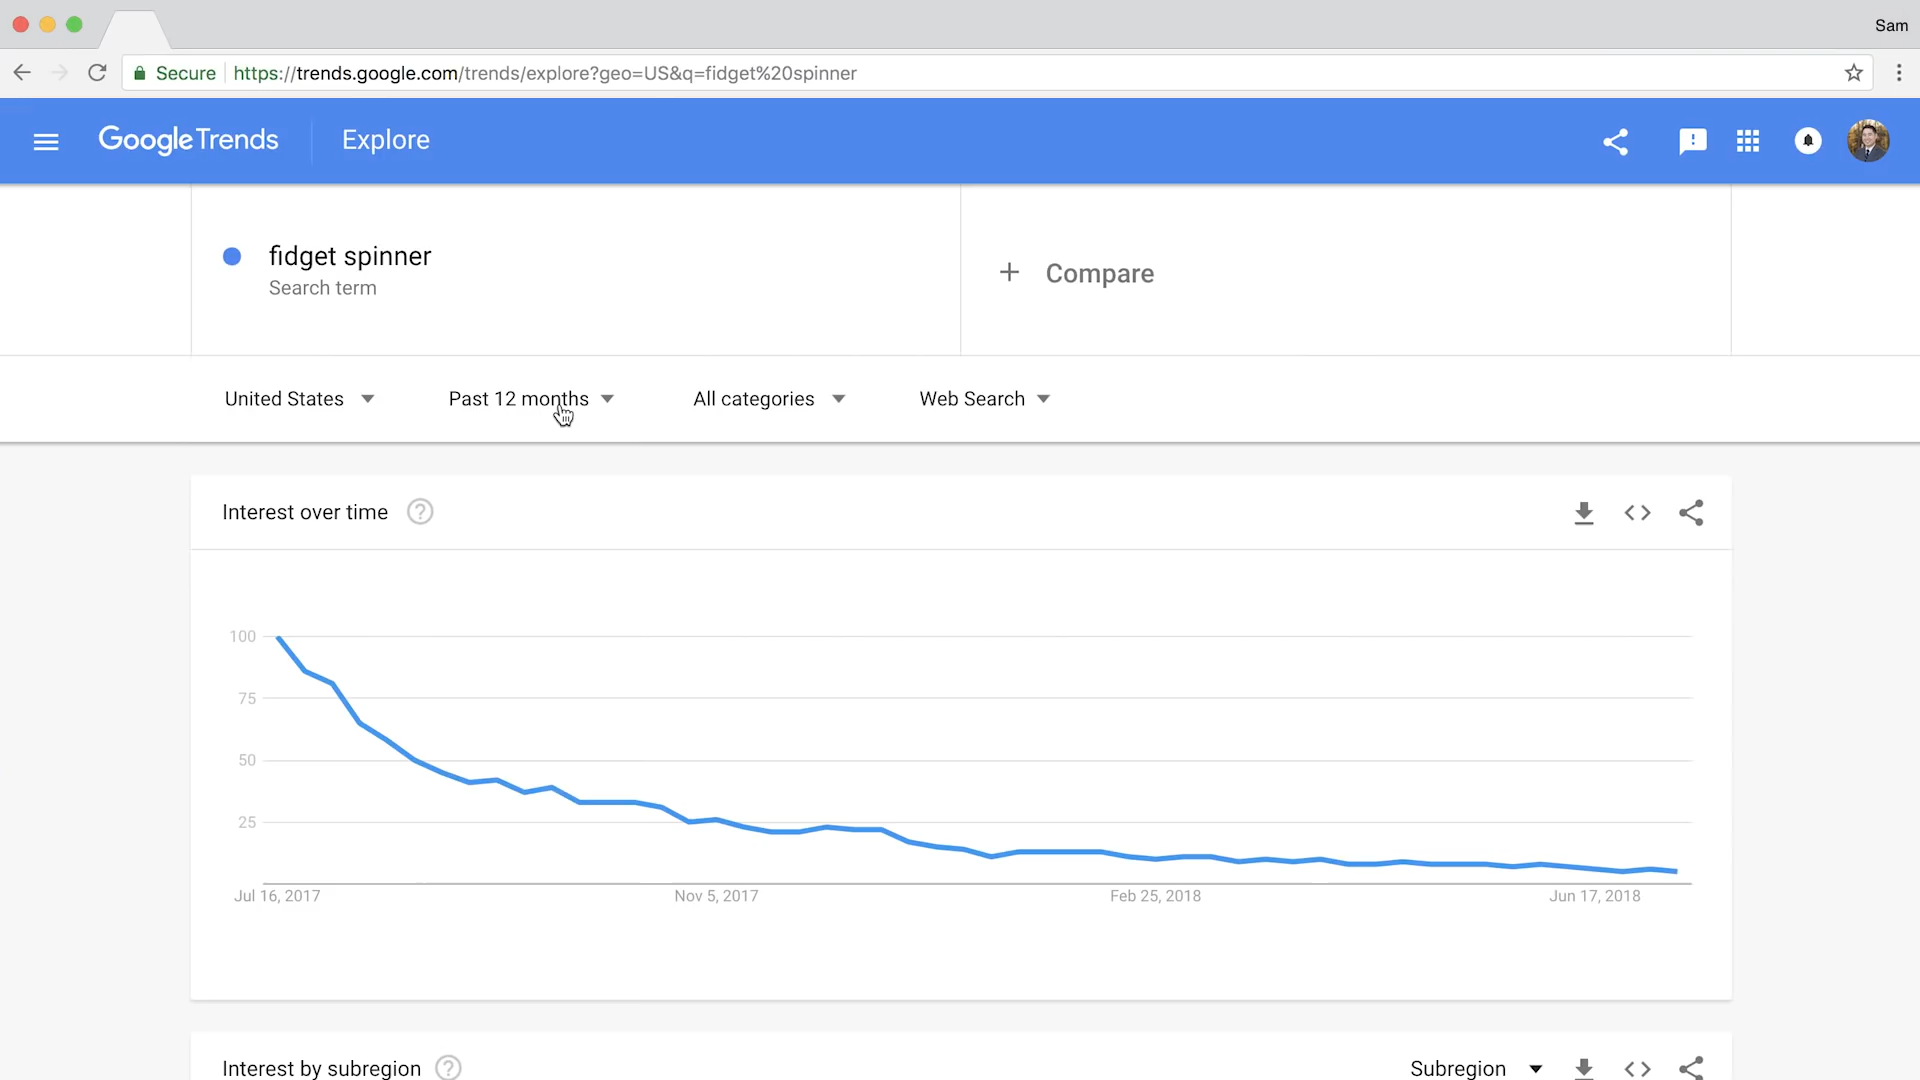 Sam
Secure https://trends.google.com/trends/explore?geo=US&q=fidget%20spinner
Google Trends Explore
fidget spinner
Search term
+ Compare
United States Past 12 months All categories Web Search
Interest over time ?
100
75
50
25
Jul 16, 2017 Nov 5, 2017 Feb 25, 2018 Jun 17, 2018
Interest by subregion ? Subregion